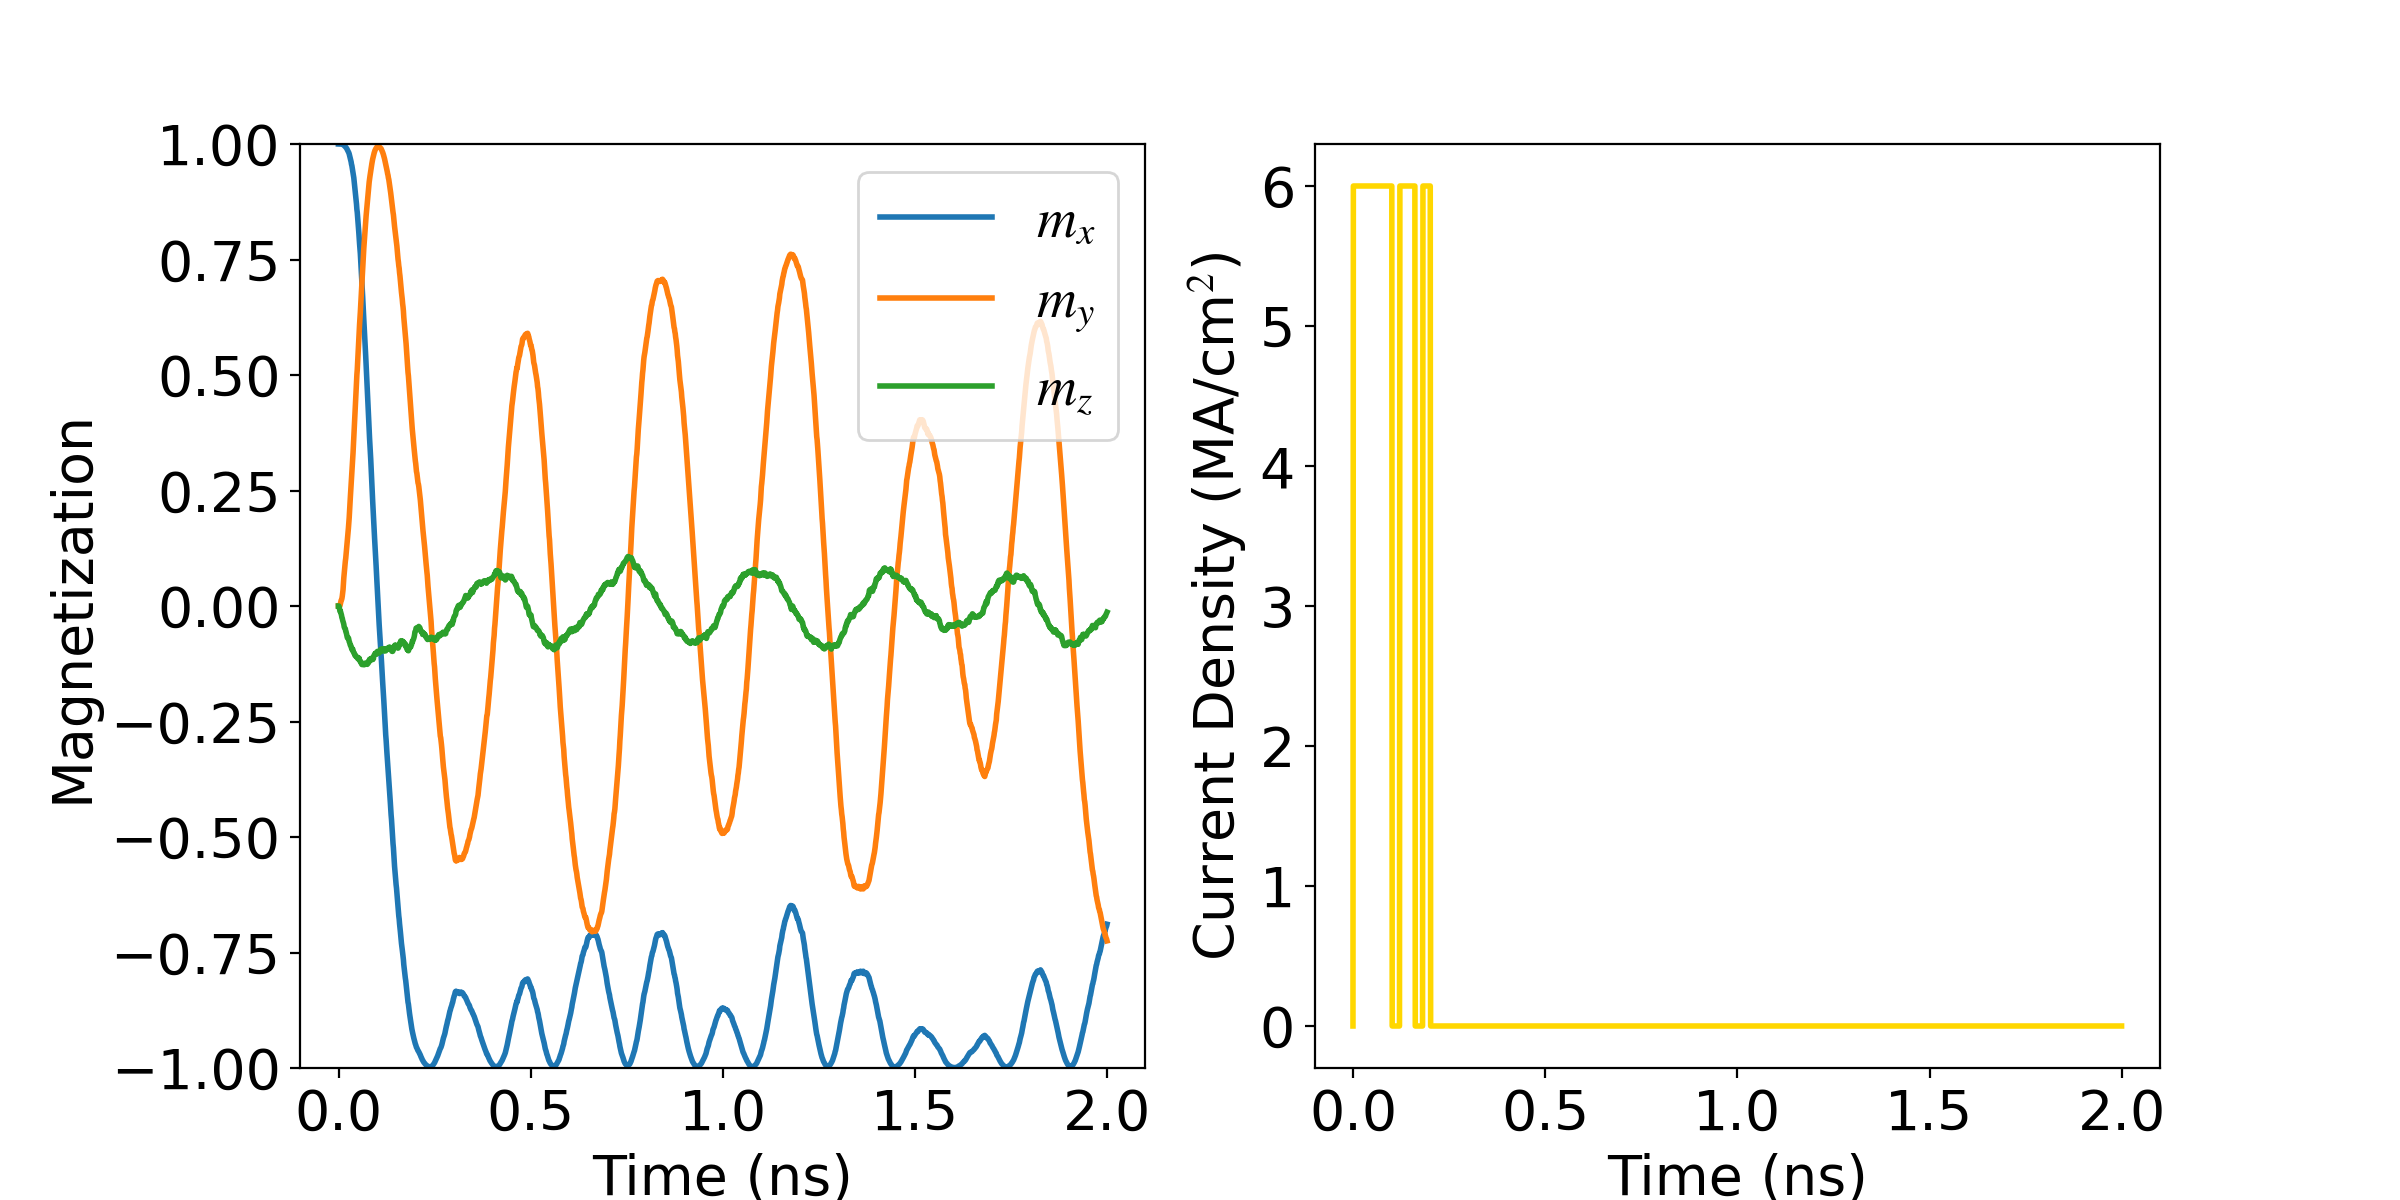 1.00
0.75
0.50
0.25
0.00
−0.25
−0.50
−0.75
−1.00
0.0 0.5 1.0 1.5 2.0
Time (ns)
Magnetization
m_x
m_y
m_z
6
5
4
3
2
1
0
0.0 0.5 1.0 1.5 2.0
Time (ns)
Current Density (MA/cm²)